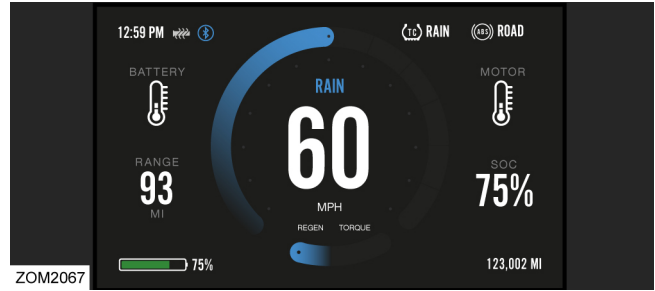 12:59 PM
TC RAIN
ABS ROAD
BATTERY
MOTOR
RAIN
60
MPH
RANGE
93
MI
SOC
75%
REGEN TORQUE
75%
123,002 MI
ZOM2067